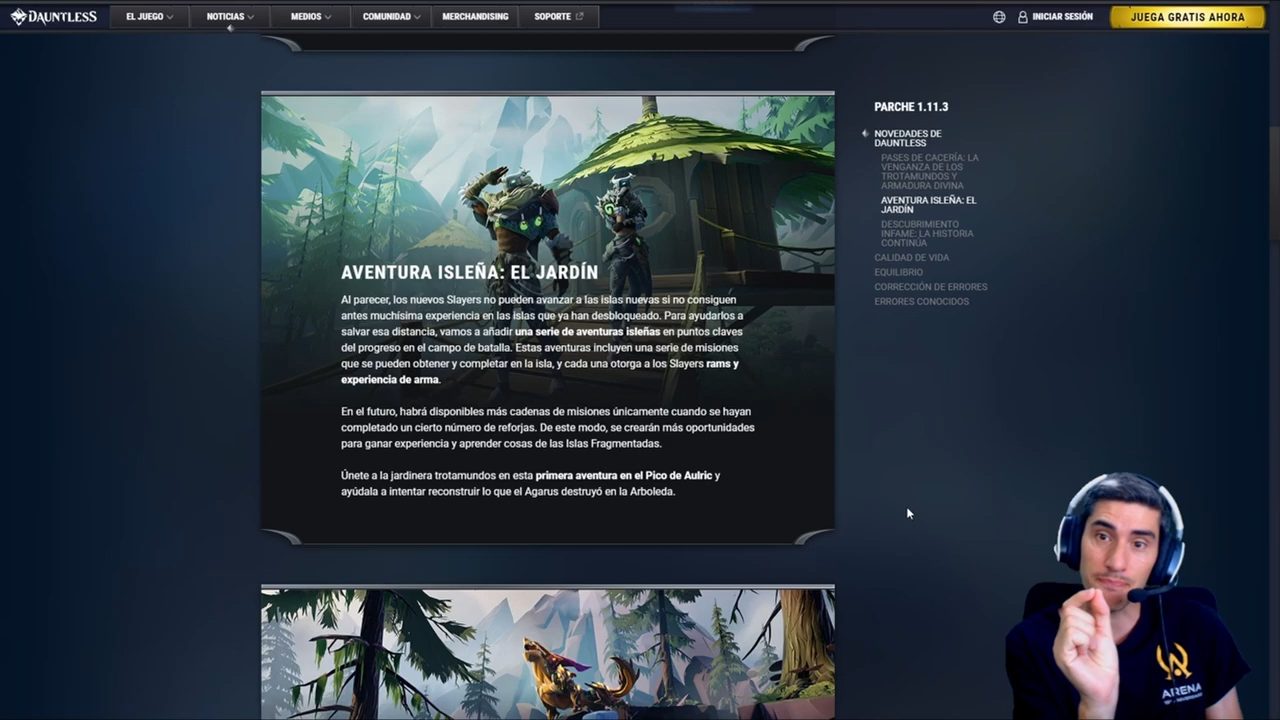 DAUNTLESS
EL JUEGO
NOTICIAS
MEDIOS
COMUNIDAD
MERCHANDISING
SOPORTE
INICIAR SESIÓN
JUEGA GRATIS AHORA
AVENTURA ISLEÑA: EL JARDÍN
Al parecer, los nuevos Slayers no pueden avanzar a las islas nuevas si no consiguen
antes muchísima experiencia en las islas que ya han desbloqueado. Para ayudarlos a
salvar esa distancia, vamos a añadir una serie de aventuras isleñas en puntos claves
del progreso en el campo de batalla. Estas aventuras incluyen una serie de misiones
que se pueden obtener y completar en la isla, y cada una otorga a los Slayers rams y
experiencia de arma.
En el futuro, habrá disponibles más cadenas de misiones únicamente cuando se hayan
completado un cierto número de reforjas. De este modo, se crearán más oportunidades
para ganar experiencia y aprender cosas de las Islas Fragmentadas.
Únete a la jardinera trotamundos en esta primera aventura en el Pico de Aulric y
ayúdala a intentar reconstruir lo que el Agarus destruyó en la Arboleda.
PARCHE 1.11.3
NOVEDADES DE
DAUNTLESS
PASES DE CACERÍA: LA
VENGANZA DE LOS
TROTAMUNDOS Y
ARMADURA DIVINA
AVENTURA ISLEÑA: EL
JARDÍN
DESCUBRIMIENTO
INFAME: LA HISTORIA
CONTINÚA
CALIDAD DE VIDA
EQUILIBRIO
CORRECCIÓN DE ERRORES
ERRORES CONOCIDOS
ARENA